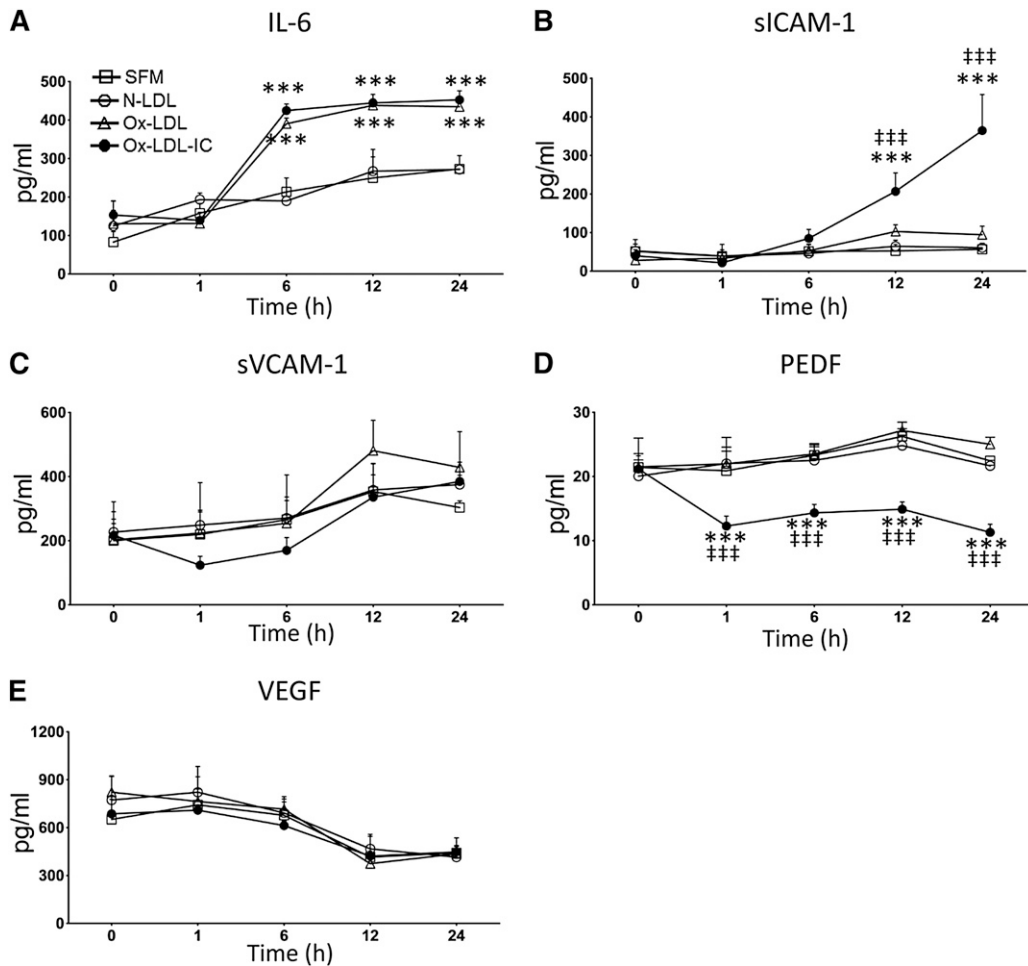 A
IL-6
500
400
300
200
100
0
pg/ml
SFM
N-LDL
Ox-LDL
Ox-LDL-IC
*** *** ***
*** *** ***
0 1 6 12 24
Time (h)
B
sICAM-1
500
400
300
200
100
0
pg/ml
‡‡‡
***
‡‡‡
***
0 1 6 12 24
Time (h)
C
sVCAM-1
600
400
200
0
pg/ml
0 1 6 12 24
Time (h)
D
PEDF
30
20
10
0
pg/ml
*** *** *** ***
‡‡‡ ‡‡‡ ‡‡‡ ‡‡‡
0 1 6 12 24
Time (h)
E
VEGF
1200
900
600
300
0
pg/ml
0 1 6 12 24
Time (h)